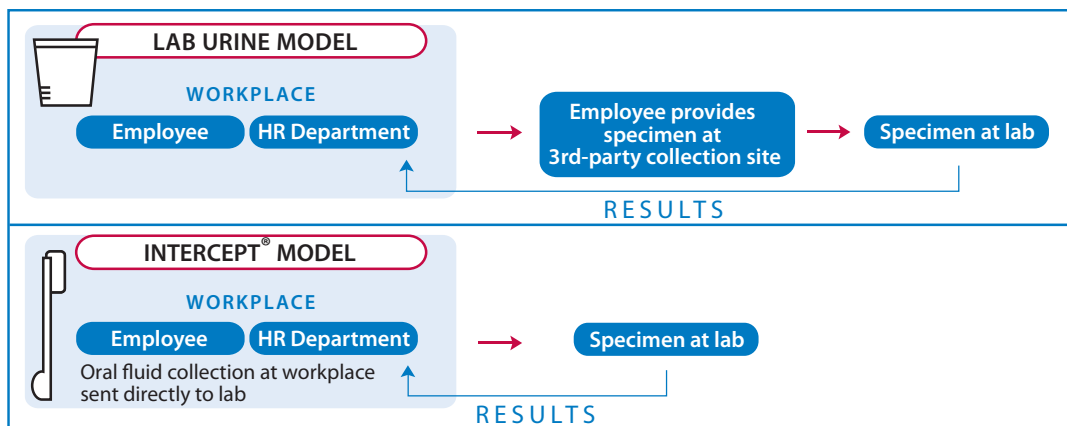 LAB URINE MODEL
WORKPLACE
Employee
HR Department
Employee provides
specimen at
3rd-party collection site
Specimen at lab
RESULTS
INTERCEPT® MODEL
WORKPLACE
Employee
HR Department
Specimen at lab
Oral fluid collection at workplace
sent directly to lab
RESULTS